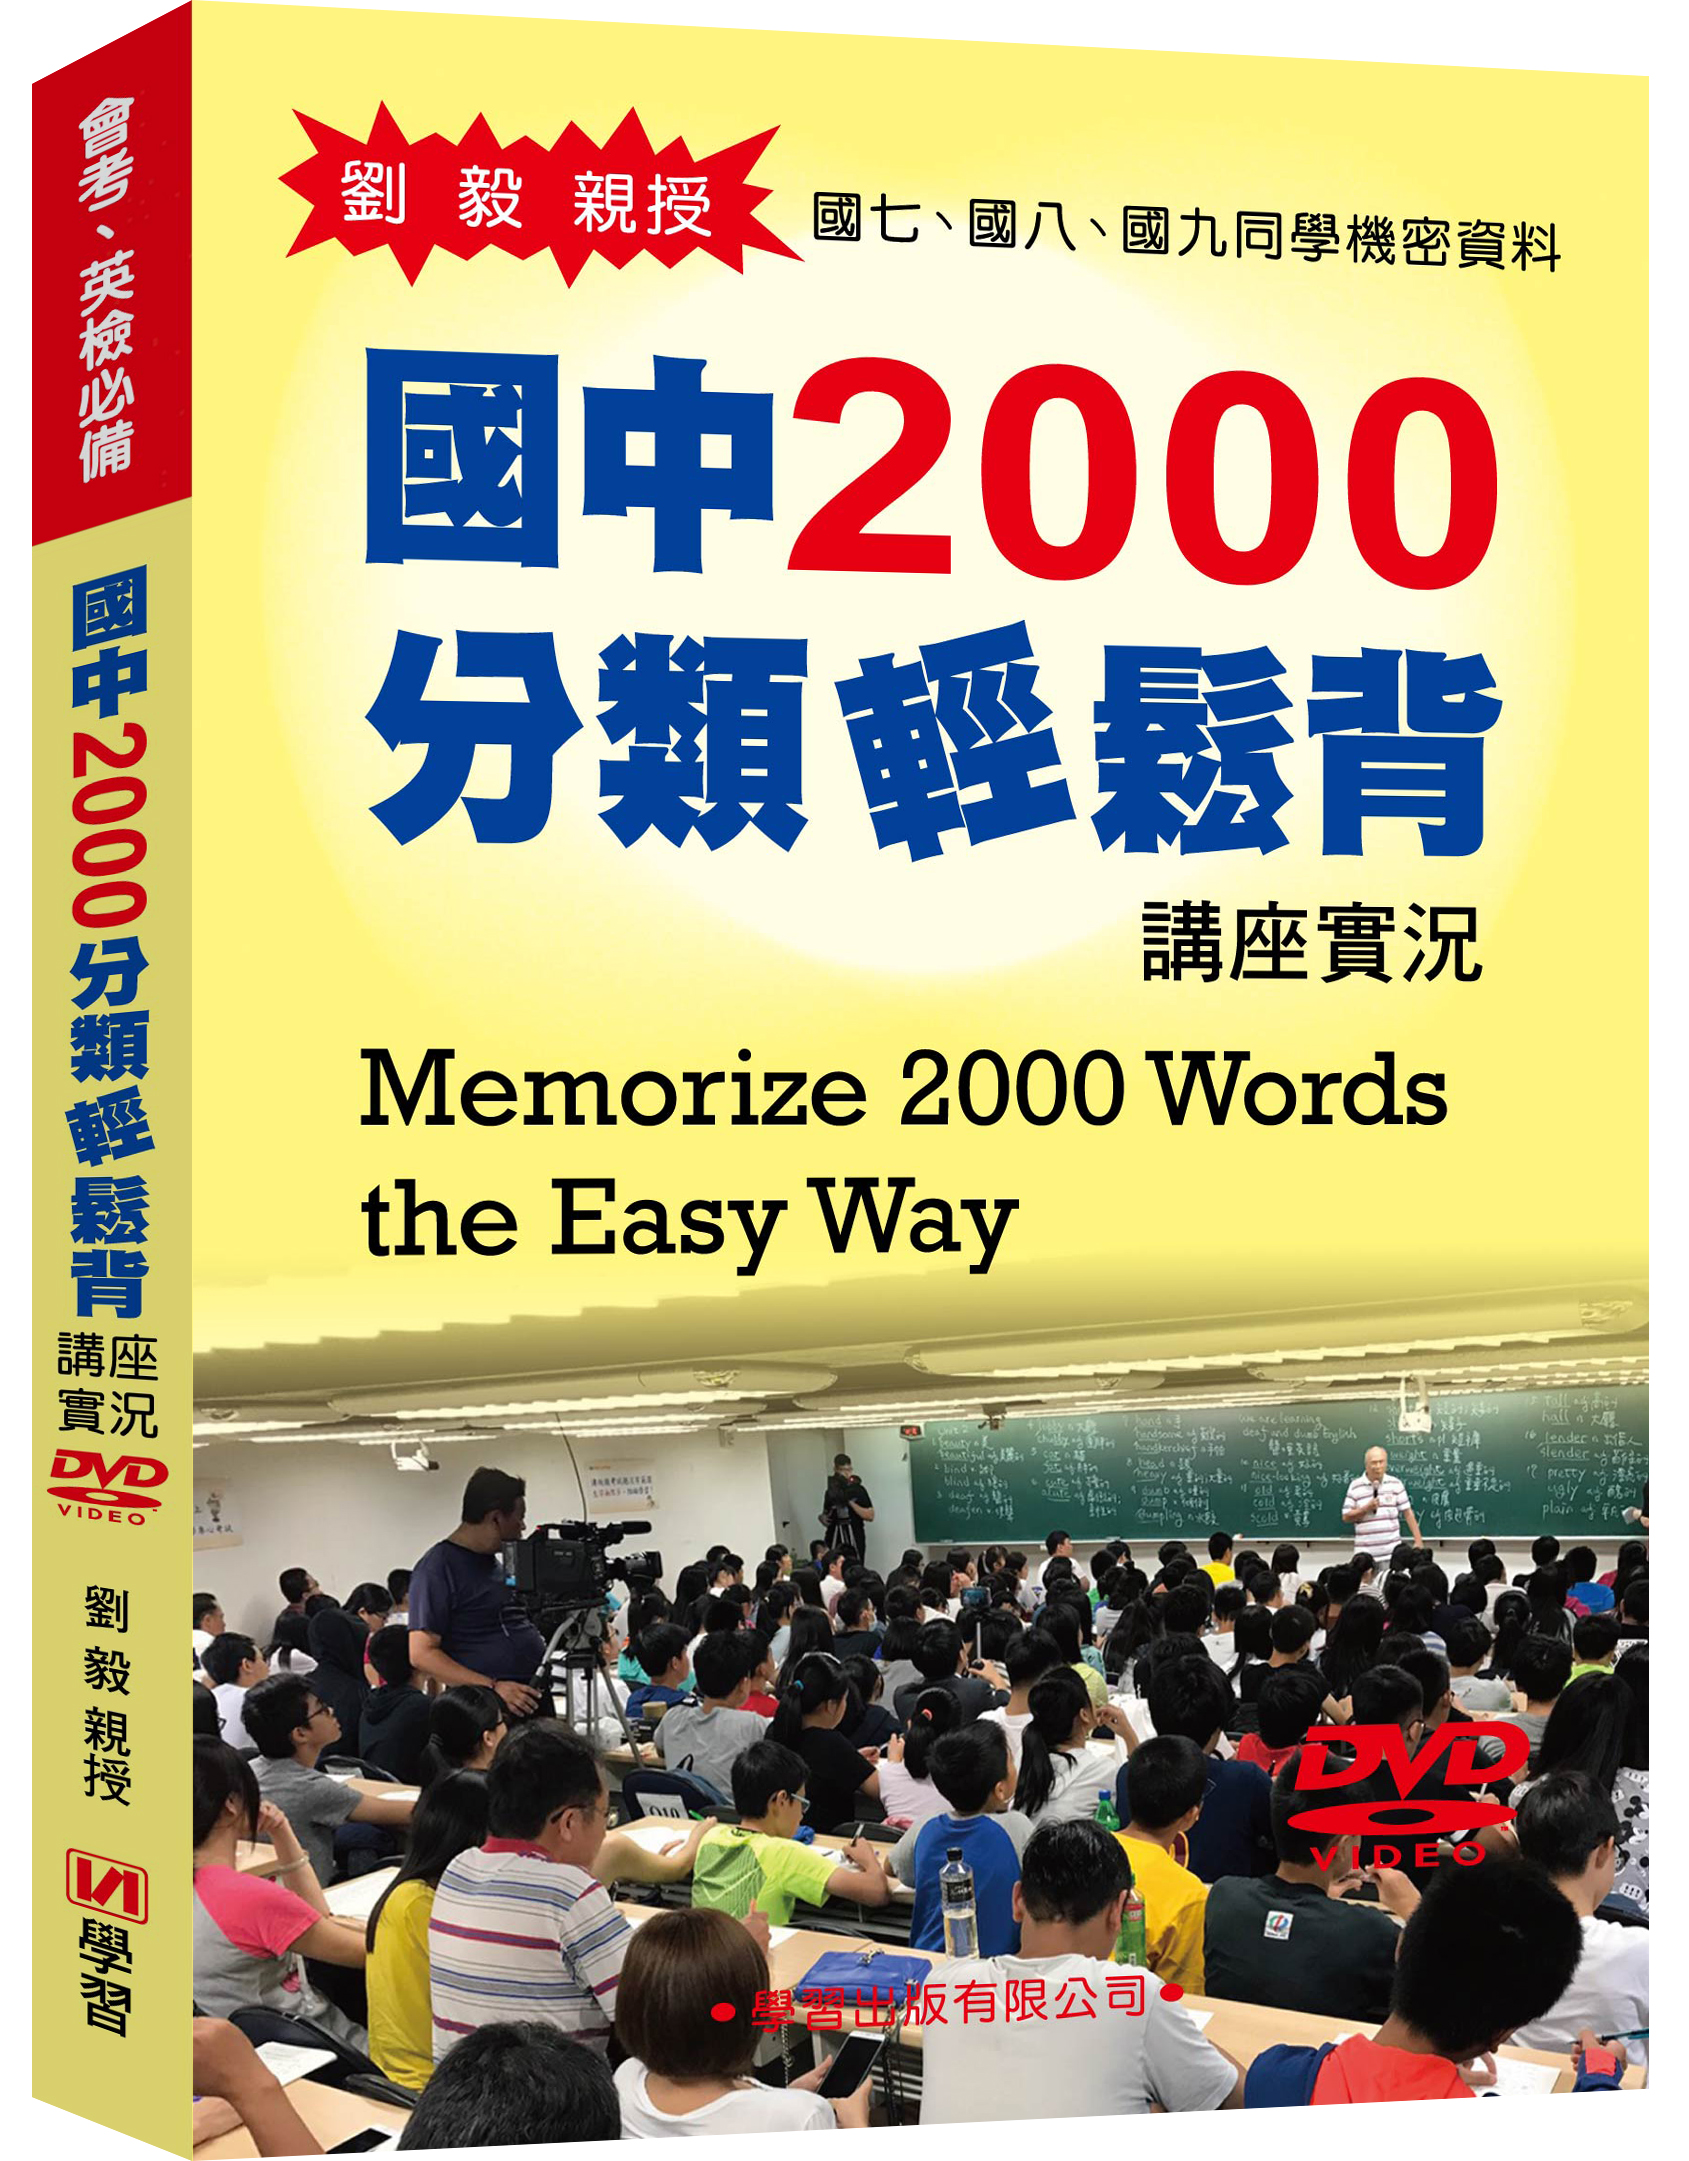 會考、英檢必備
國中2000分類輕鬆背
講座
實況
DVD
VIDEO
劉毅親授
學習
劉毅親授
國七、國八、國九同學機密資料
國中2000
分類輕鬆背
講座實況
Memorize 2000 Words
the Easy Way
DVD
VIDEO
•學習出版有限公司•